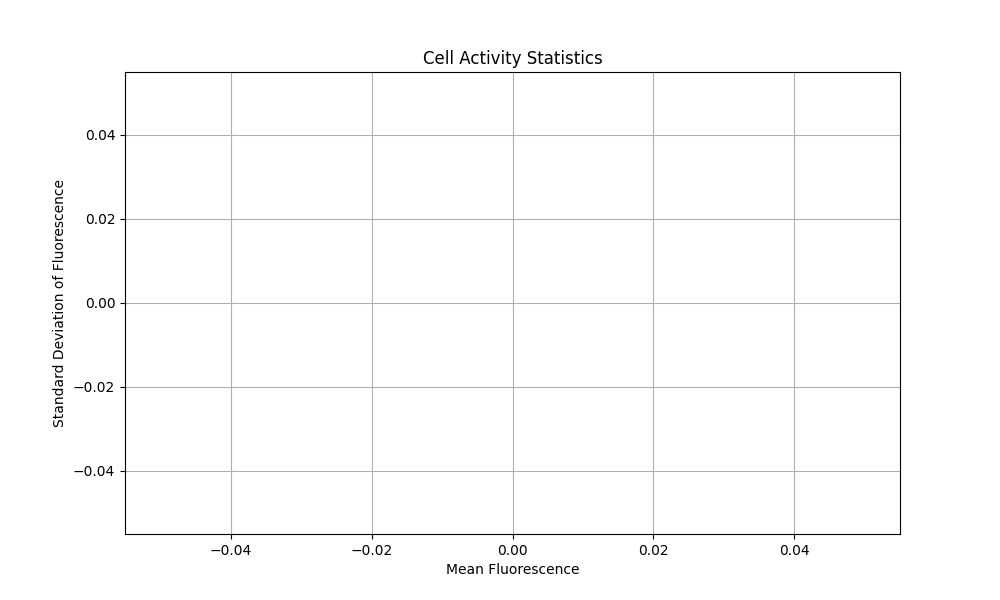 Cell Activity Statistics
Standard Deviation of Fluorescence
0.04
0.02
0.00
−0.02
−0.04
−0.04 −0.02 0.00 0.02 0.04
Mean Fluorescence